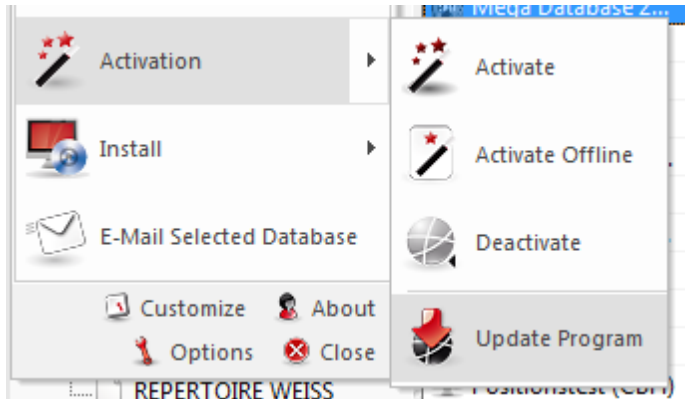 Mega Database 2...
Activation
Activate
Install
Activate Offline
E-Mail Selected Database
Deactivate
Customize
About
Options
Close
Update Program
REPERTOIRE WEISS
Positionstest (CBH)